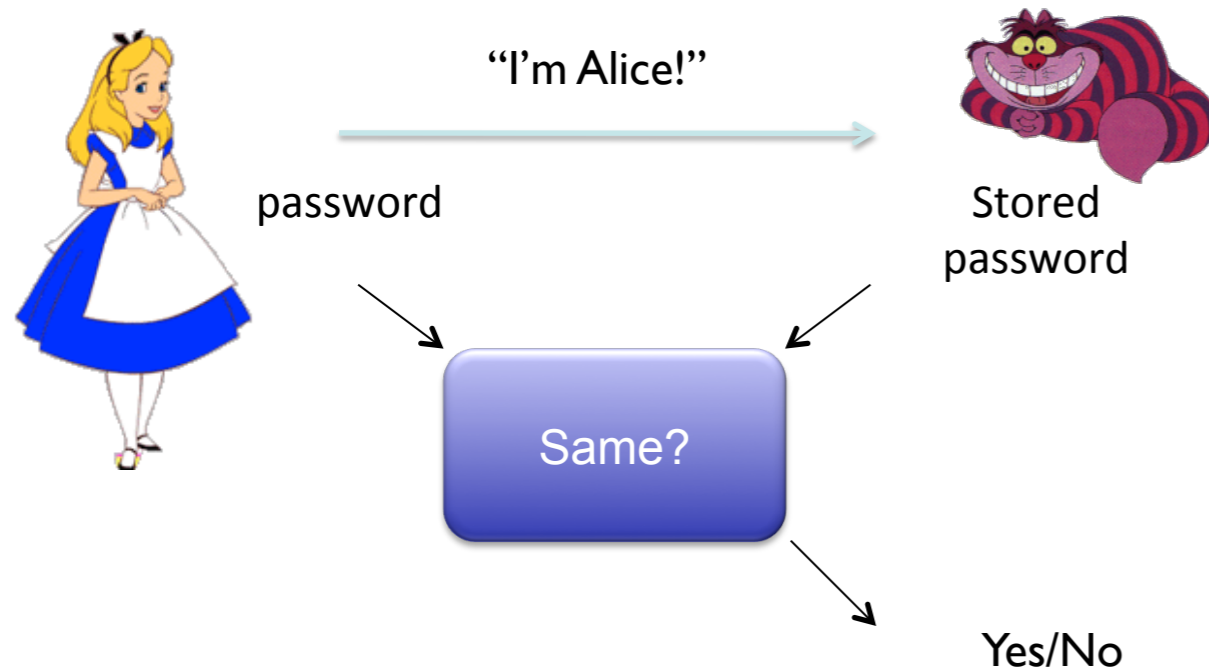 “I’m Alice!”
password
Stored
password
Same?
Yes/No